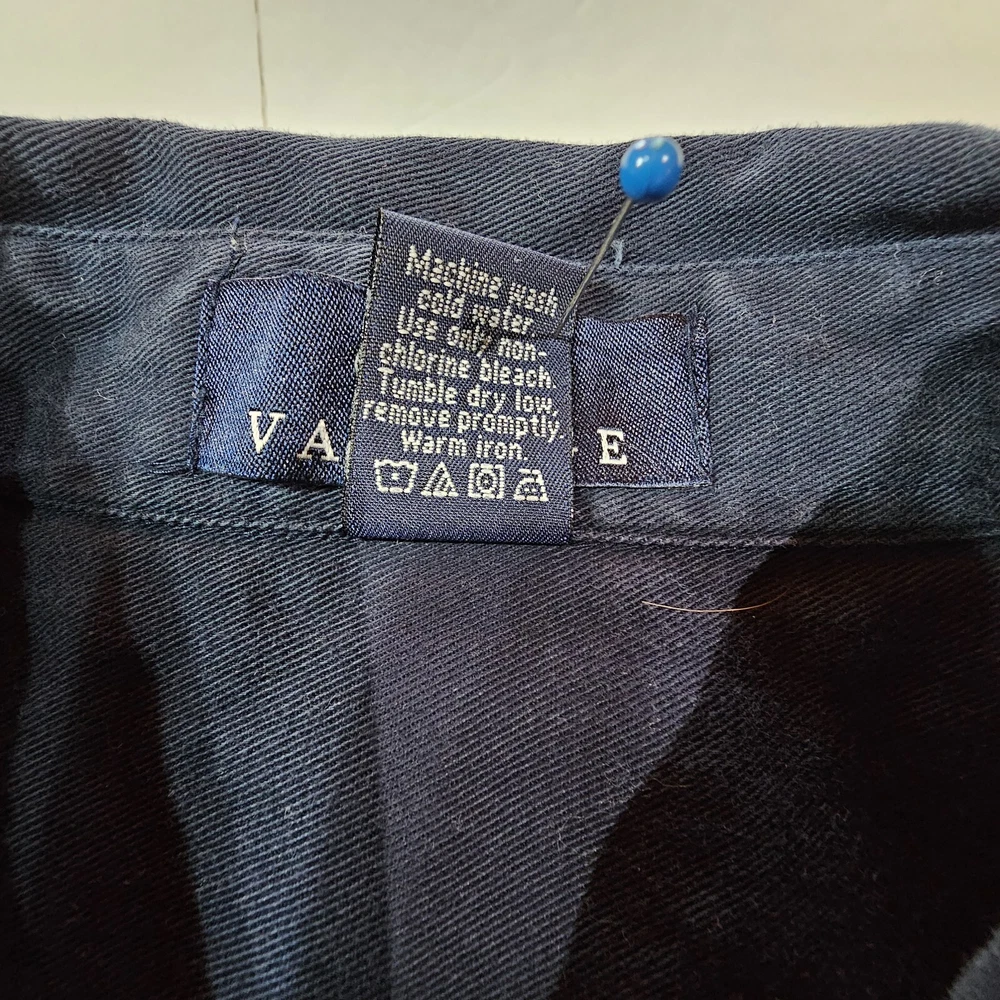 Machine wash
cold water.
Use only non-
chlorine bleach.
Tumble dry low,
remove promptly.
Warm iron.
VA E